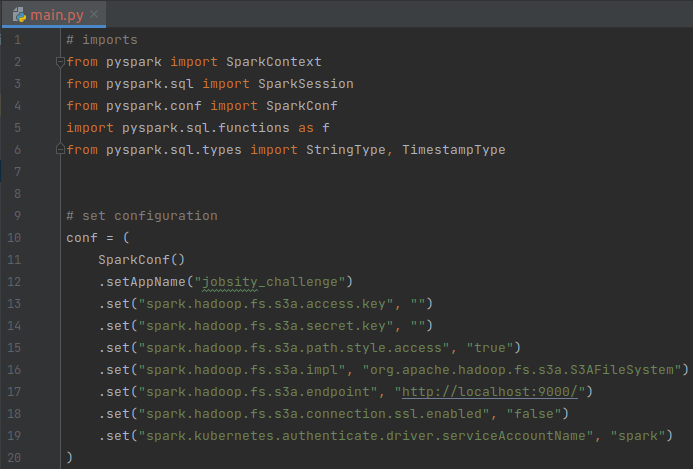 main.py
1 # imports
2 from pyspark import SparkContext
3 from pyspark.sql import SparkSession
4 from pyspark.conf import SparkConf
5 import pyspark.sql.functions as f
6 from pyspark.sql.types import StringType, TimestampType
7
8
9 # set configuration
10 conf = (
11     SparkConf()
12     .setAppName("jobsity_challenge")
13     .set("spark.hadoop.fs.s3a.access.key", "")
14     .set("spark.hadoop.fs.s3a.secret.key", "")
15     .set("spark.hadoop.fs.s3a.path.style.access", "true")
16     .set("spark.hadoop.fs.s3a.impl", "org.apache.hadoop.fs.s3a.S3AFileSystem")
17     .set("spark.hadoop.fs.s3a.endpoint", "http://localhost:9000/")
18     .set("spark.hadoop.fs.s3a.connection.ssl.enabled", "false")
19     .set("spark.kubernetes.authenticate.driver.serviceAccountName", "spark")
20 )